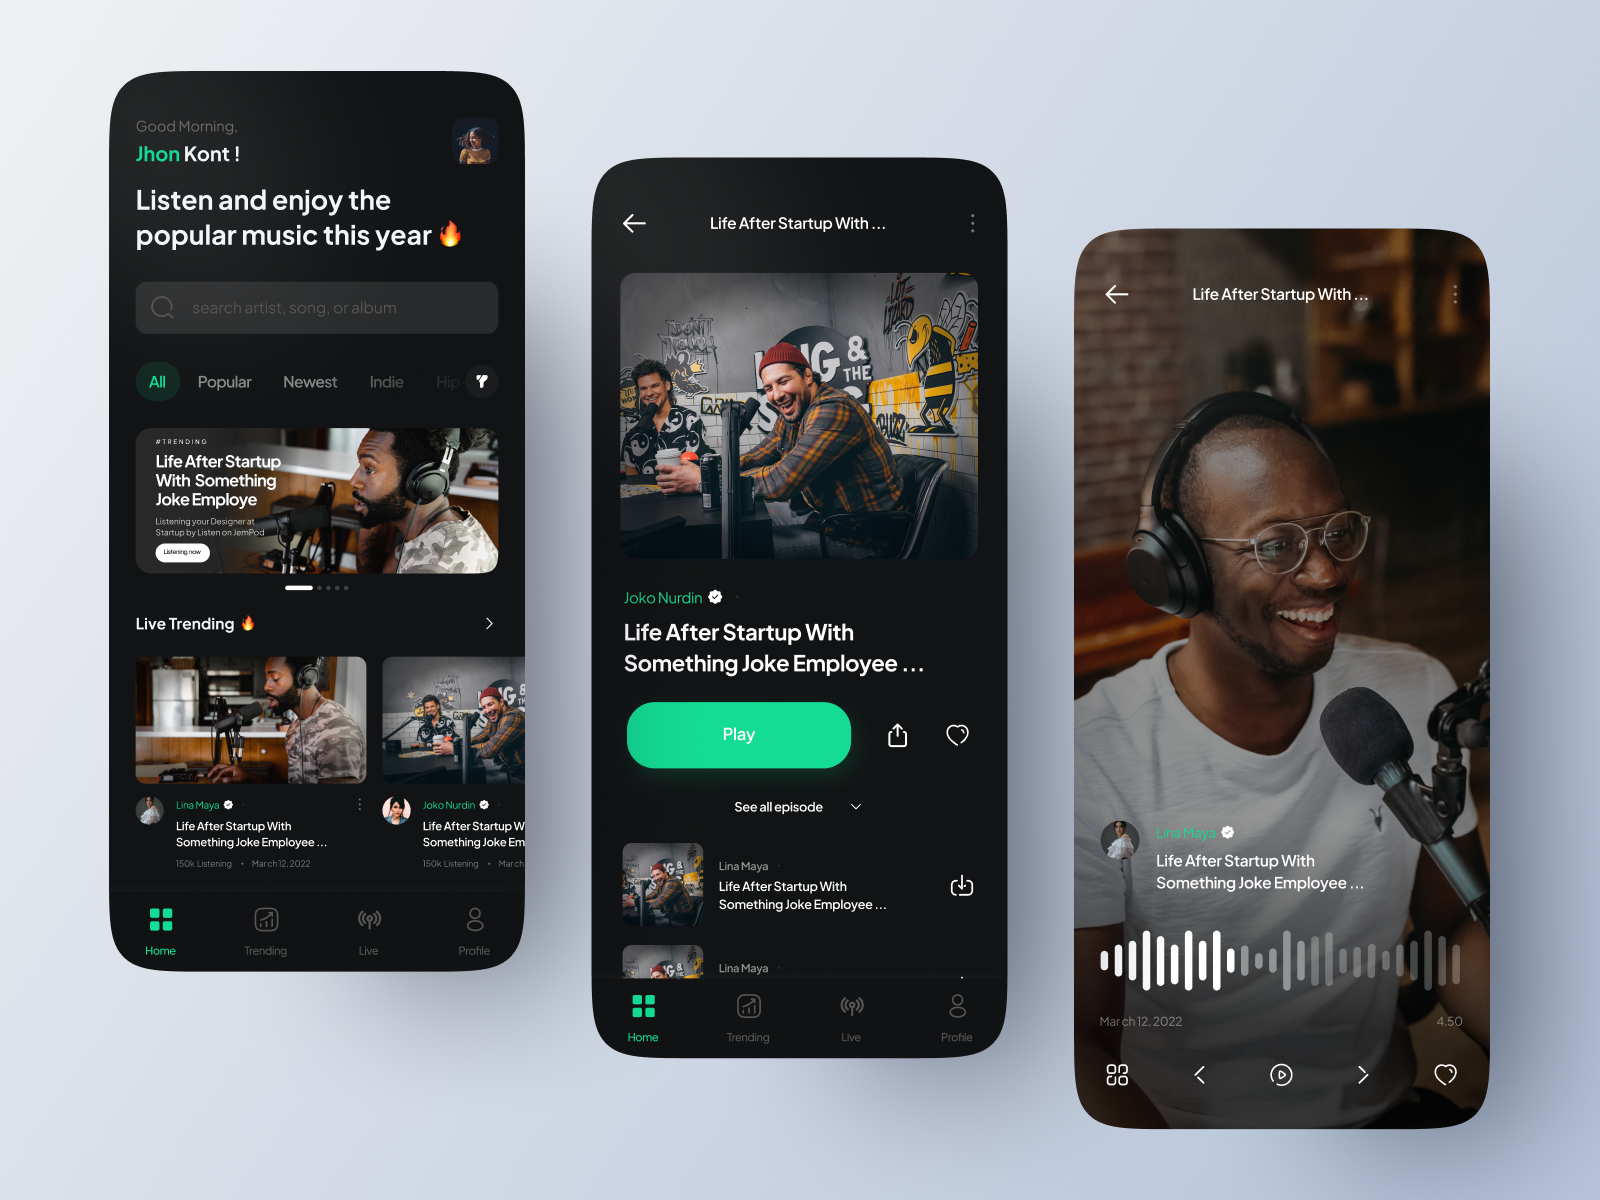 Good Morning,
Jhon Kont !
Listen and enjoy the
popular music this year 🔥
search artist, song, or album
All
Popular
Newest
Indie
Hip
#TRENDING
Life After Startup
With Something
Joke Employe
Listening your Designer at
Startup by Listen on JemPod
Listening now
Live Trending 🔥
Lina Maya
Life After Startup With
Something Joke Employee ...
150k Listening • March 12, 2022
Joko Nurdin
Life After Startup W
Something Joke Em
150k Listening • March
Home
Trending
Live
Profile
Life After Startup With ...
&
THE
Joko Nurdin
Life After Startup With
Something Joke Employee ...
Play
See all episode
Lina Maya
Life After Startup With
Something Joke Employee ...
Lina Maya
Home
Trending
Live
Profile
Life After Startup With ...
Lina Maya
Life After Startup With
Something Joke Employee ...
March 12, 2022
4.50